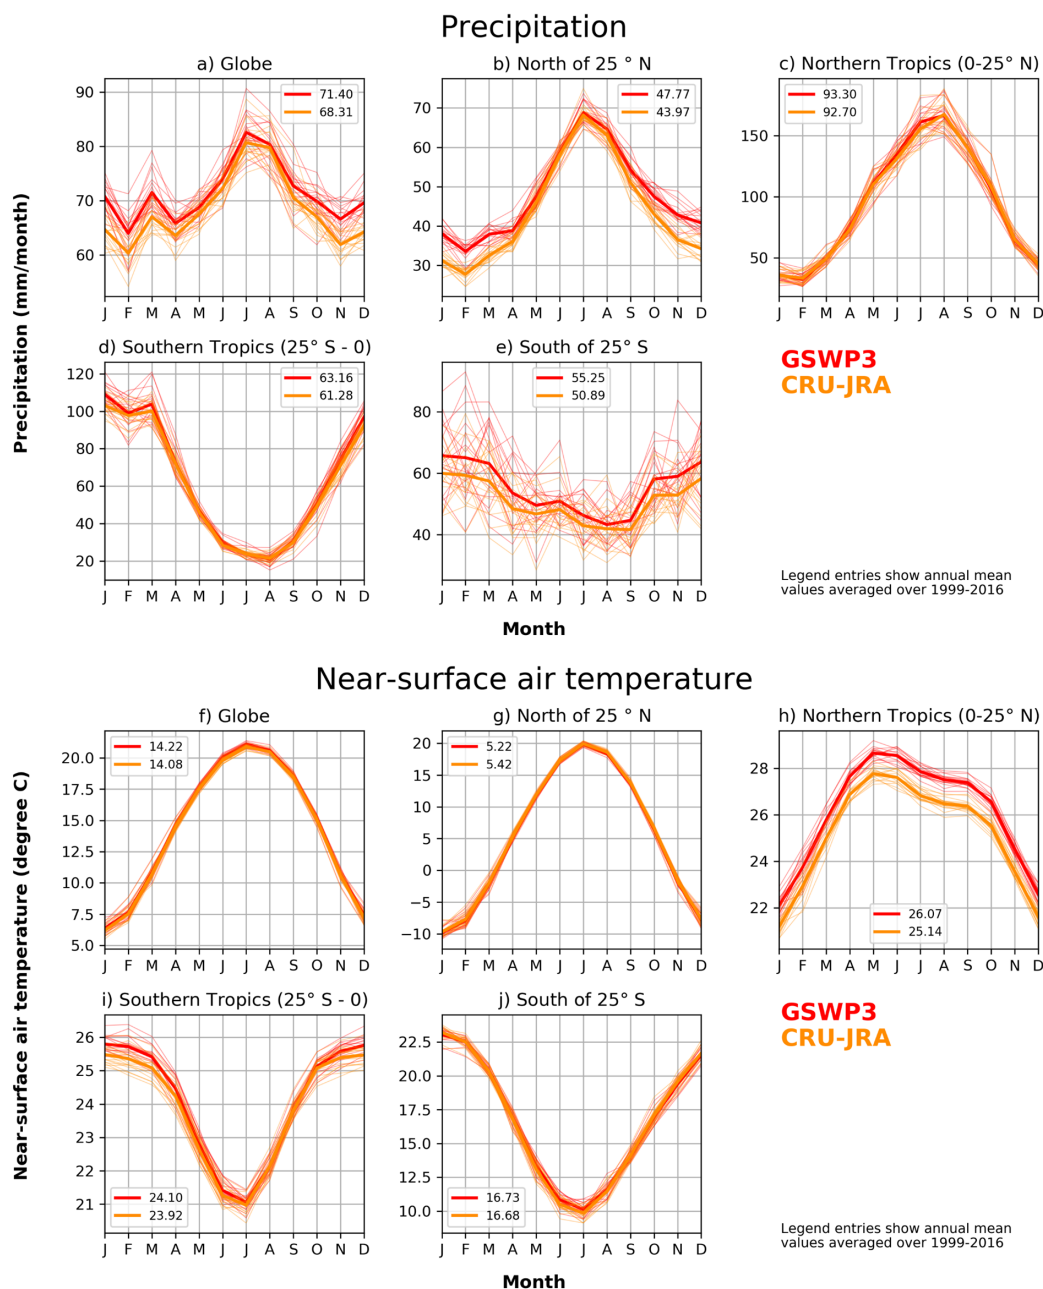 Precipitation
a) Globe
b) North of 25 ° N
c) Northern Tropics (0-25° N)
Precipitation (mm/month)
90
80
70
60
71.40
68.31
J F M A M J J A S O N D
70
60
50
40
30
47.77
43.97
J F M A M J J A S O N D
150
100
50
93.30
92.70
J F M A M J J A S O N D
d) Southern Tropics (25° S - 0)
e) South of 25° S
120
100
80
60
40
20
63.16
61.28
J F M A M J J A S O N D
80
60
40
55.25
50.89
J F M A M J J A S O N D
GSWP3
CRU-JRA
Legend entries show annual mean
values averaged over 1999-2016
Month
Near-surface air temperature
f) Globe
g) North of 25 ° N
h) Northern Tropics (0-25° N)
Near-surface air temperature (degree C)
20.0
17.5
15.0
12.5
10.0
7.5
5.0
14.22
14.08
J F M A M J J A S O N D
20
15
10
5
0
−5
−10
5.22
5.42
J F M A M J J A S O N D
28
26
24
22
26.07
25.14
J F M A M J J A S O N D
i) Southern Tropics (25° S - 0)
j) South of 25° S
26
25
24
23
22
21
24.10
23.92
J F M A M J J A S O N D
22.5
20.0
17.5
15.0
12.5
10.0
16.73
16.68
J F M A M J J A S O N D
GSWP3
CRU-JRA
Legend entries show annual mean
values averaged over 1999-2016
Month